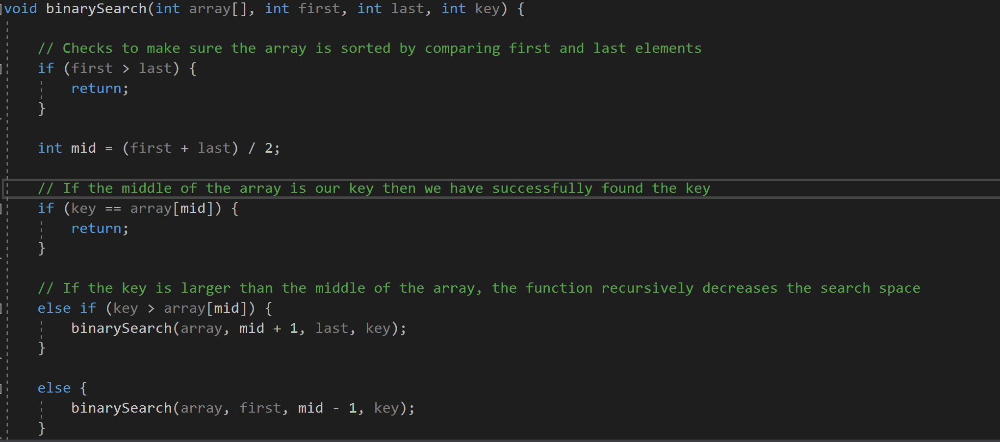 void binarySearch(int array[], int first, int last, int key) {
// Checks to make sure the array is sorted by comparing first and last elements
if (first > last) {
return;
}
int mid = (first + last) / 2;
// If the middle of the array is our key then we have successfully found the key
if (key == array[mid]) {
return;
}
// If the key is larger than the middle of the array, the function recursively decreases the search space
else if (key > array[mid]) {
binarySearch(array, mid + 1, last, key);
}
else {
binarySearch(array, first, mid - 1, key);
}